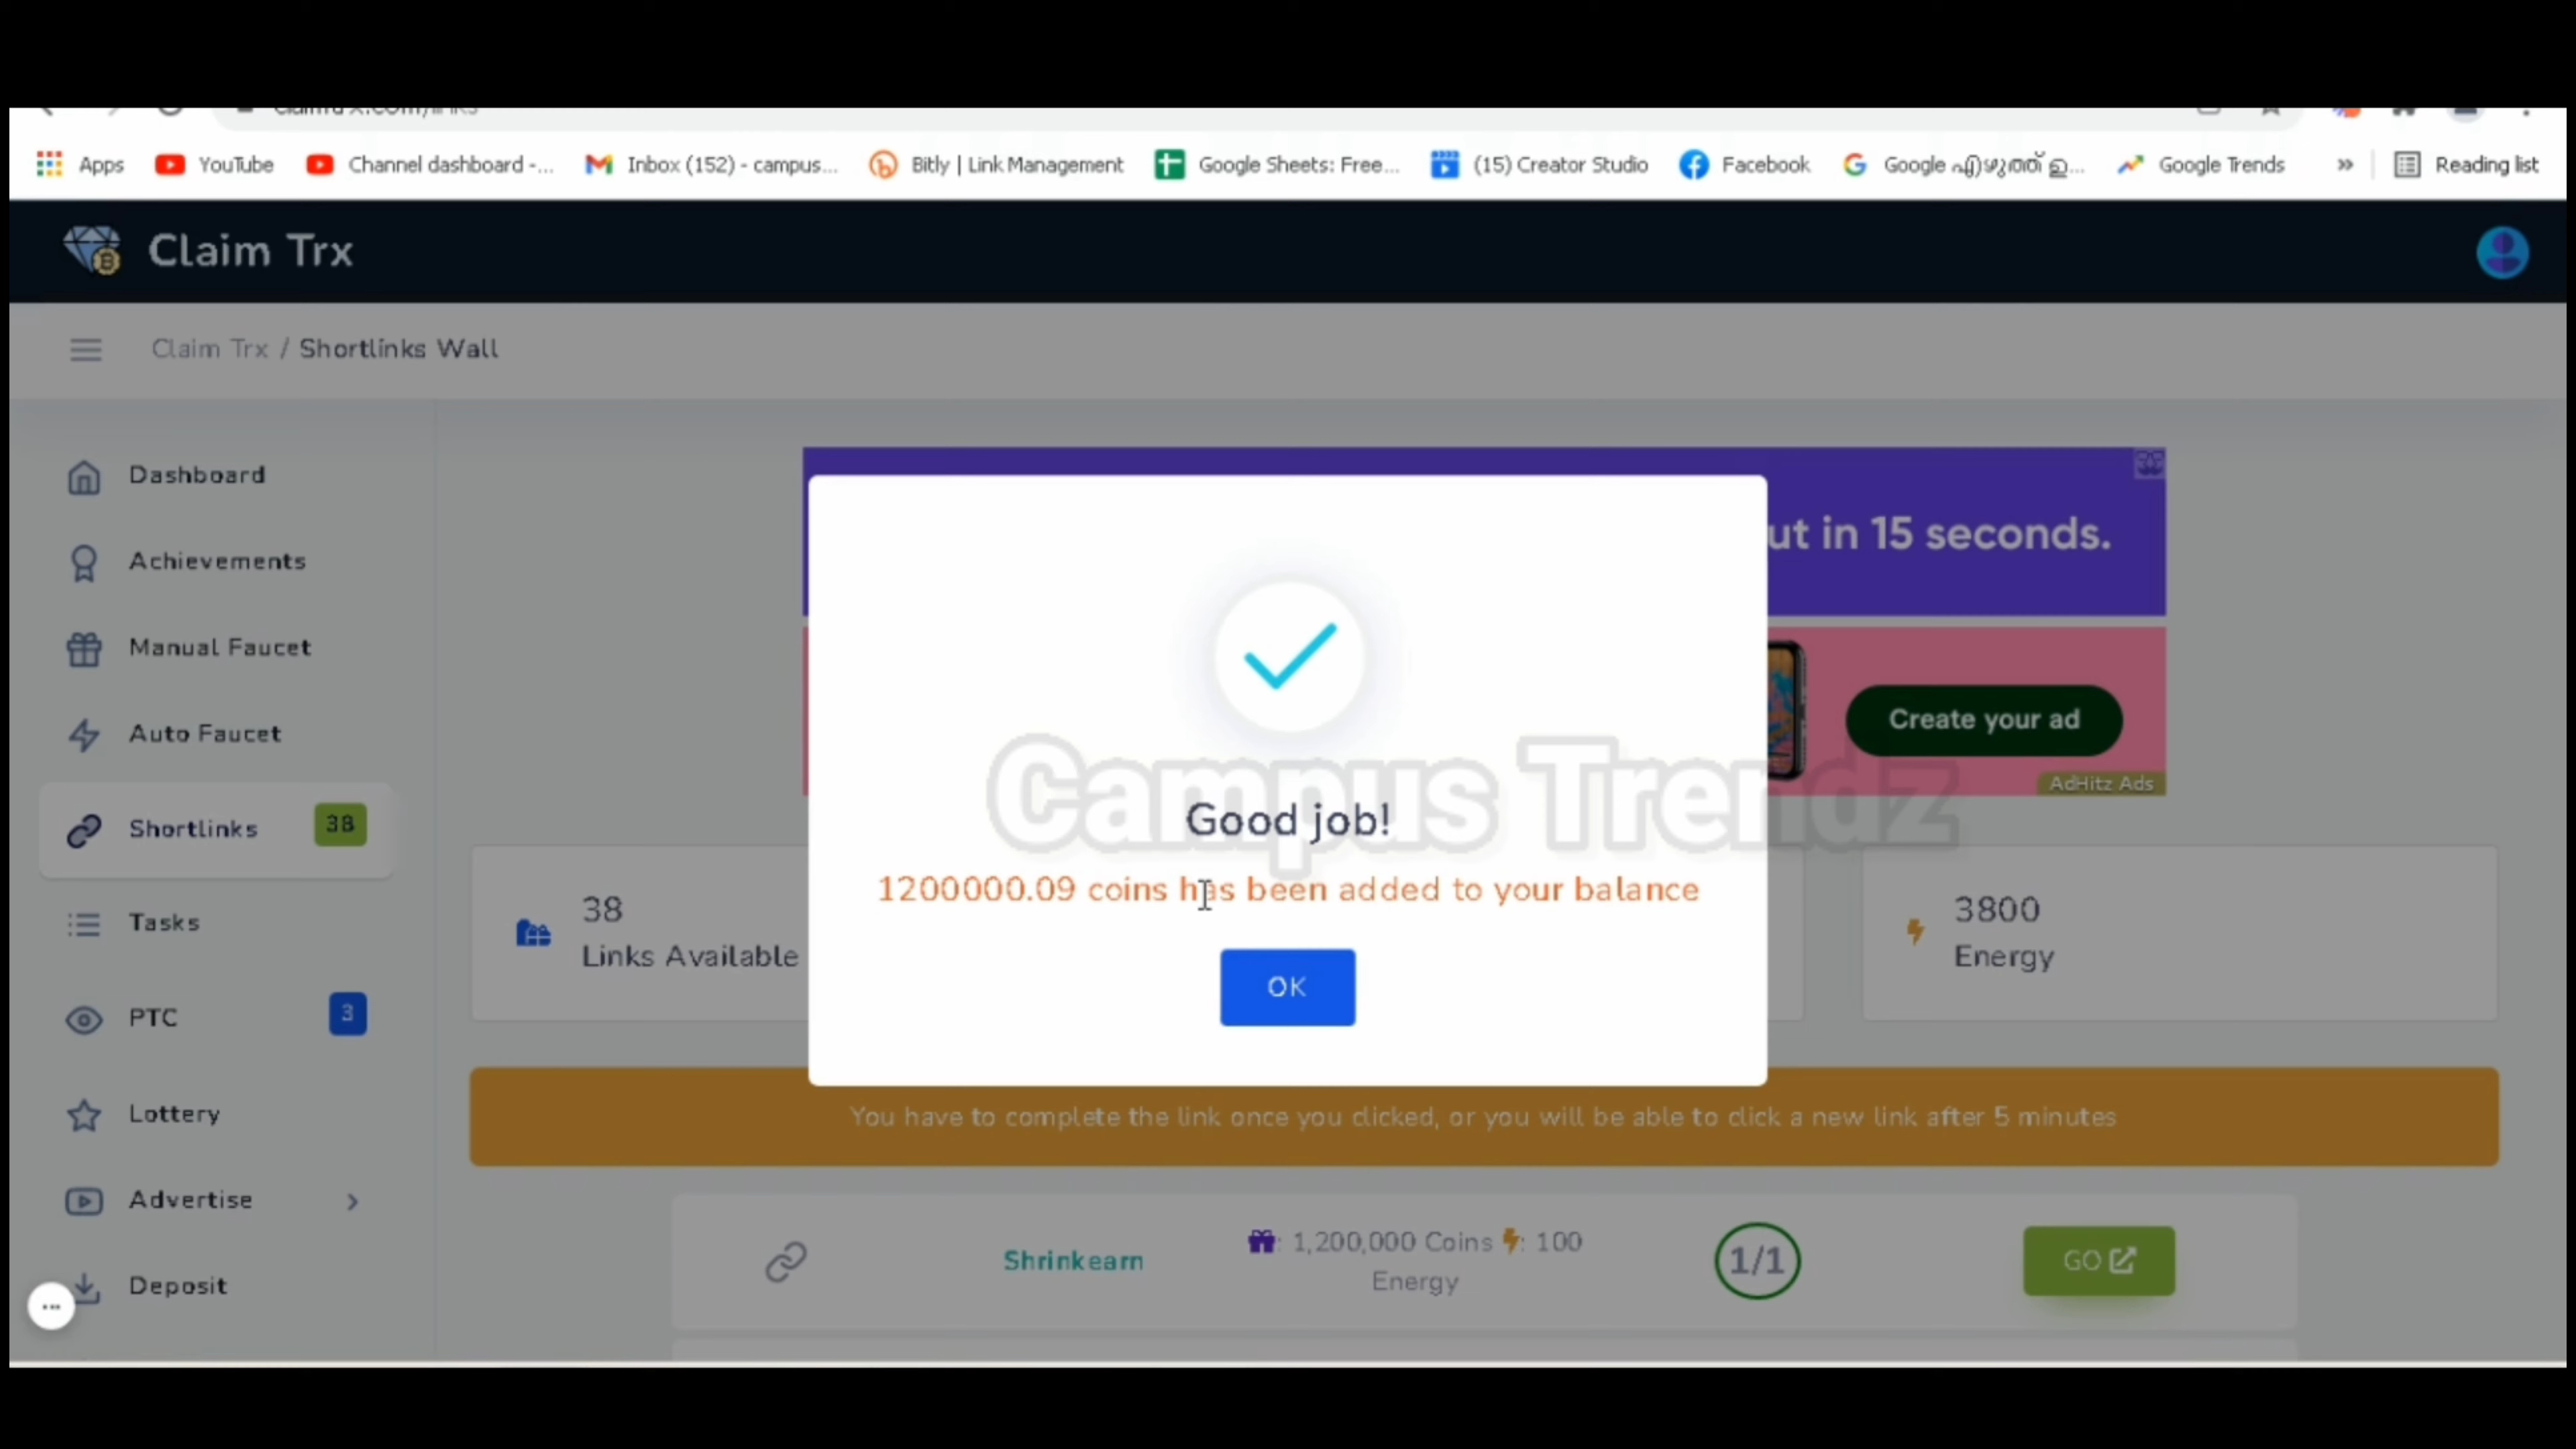 Apps YouTube Channel dashboard -... Inbox (152) - campus... Bitly | Link Management Google Sheets: Free... (15) Creator Studio Facebook Google എഴുത്ത് ഉ... Google Trends » Reading list
Claim Trx
Claim Trx / Shortlinks Wall
Dashboard
Achievements
Manual Faucet
Auto Faucet
Shortlinks 38
Tasks
PTC 3
Lottery
Advertise
Deposit
ut in 15 seconds.
Create your ad
AdHitz Ads
Campus Trendz
Good job!
1200000.09 coins has been added to your balance
OK
38
Links Available
3800
Energy
You have to complete the link once you clicked, or you will be able to click a new link after 5 minutes
Shrinkearn
: 1,200,000 Coins : 100
Energy
1/1
GO